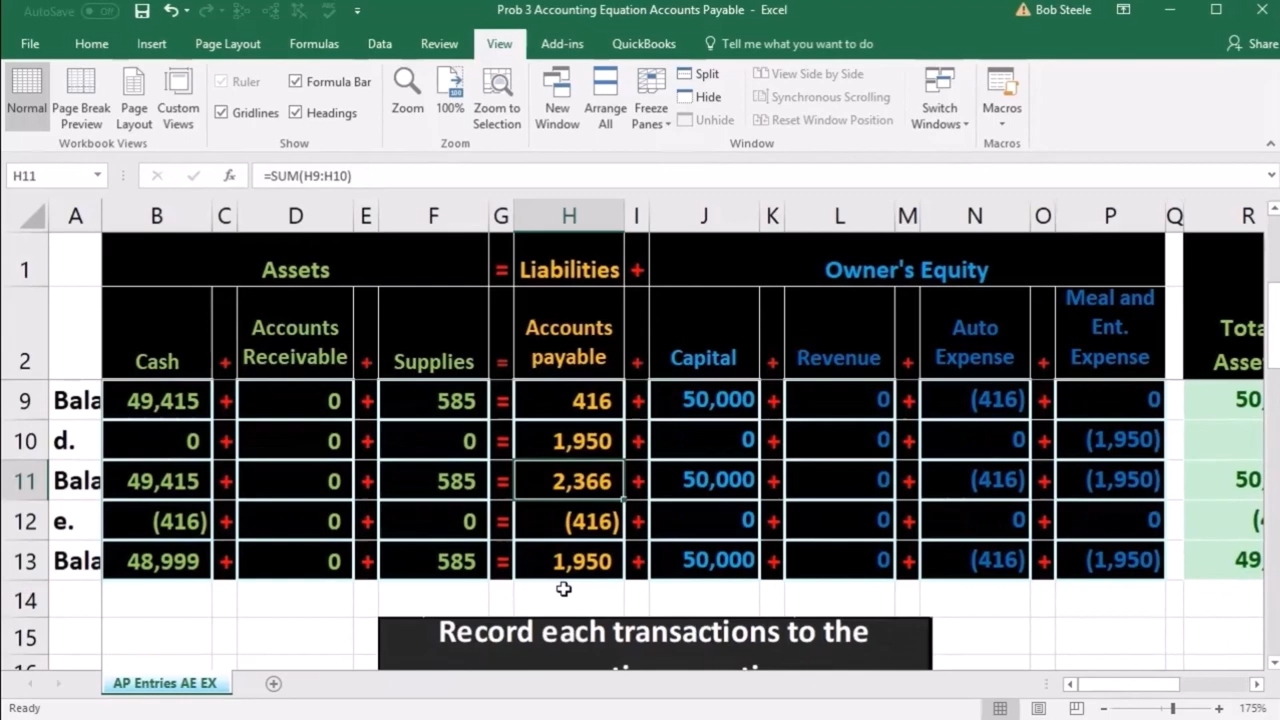 AutoSave Off Prob 3 Accounting Equation Accounts Payable - Excel Bob Steele
File Home Insert Page Layout Formulas Data Review View Add-ins QuickBooks Tell me what you want to do Share
Normal Page Break Preview Page Layout Custom Views
Workbook Views
Ruler Formula Bar
Gridlines Headings
Show
Zoom 100% Zoom to Selection
Zoom
New Window Arrange All Freeze Panes
Split View Side by Side
Hide Synchronous Scrolling
Unhide Reset Window Position
Window
Switch Windows
Macros
Macros
H11 fx =SUM(H9:H10)
A B C D E F G H I J K L M N O P Q R
1 Assets = Liabilities + Owner's Equity
2 Cash + Accounts Receivable + Supplies = Accounts payable + Capital + Revenue + Auto Expense + Meal and Ent. Expense Tota Asse
9 Bala 49,415 + 0 + 585 = 416 + 50,000 + 0 + (416) + 0 50,
10 d. 0 + 0 + 0 = 1,950 + 0 + 0 + 0 + (1,950)
11 Bala 49,415 + 0 + 585 = 2,366 + 50,000 + 0 + (416) + (1,950) 50,
12 e. (416) + 0 + 0 = (416) + 0 + 0 + 0 + 0 (4
13 Bala 48,999 + 0 + 585 = 1,950 + 50,000 + 0 + (416) + (1,950) 49,
14
15 Record each transactions to the
AP Entries AE EX
Ready 175%